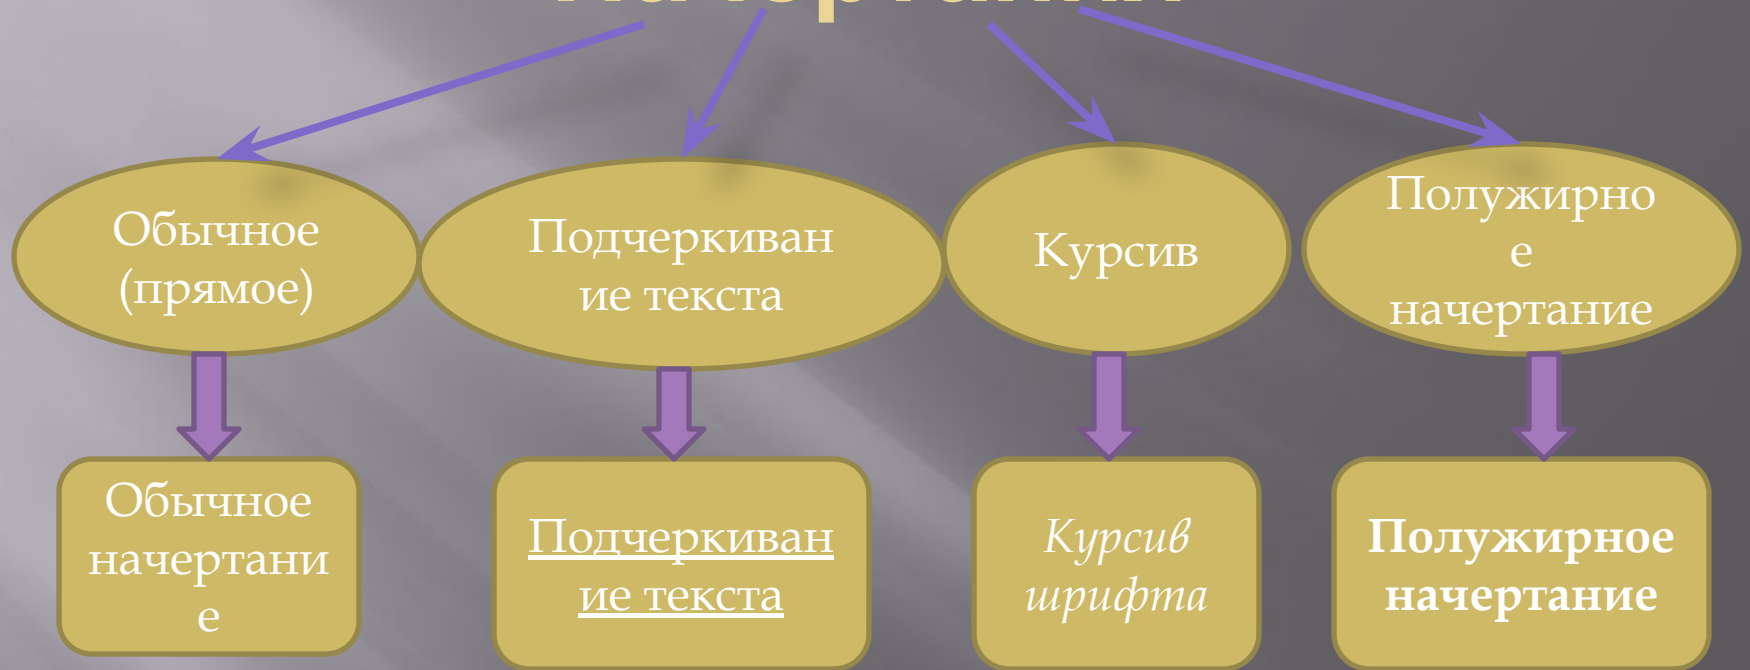 Обычное
(прямое)
Подчеркиван
ие текста
Курсив
Полужирно
е
начертание
Обычное
начертани
е
Подчеркиван
ие текста
Курсив
шрифта
Полужирное
начертание